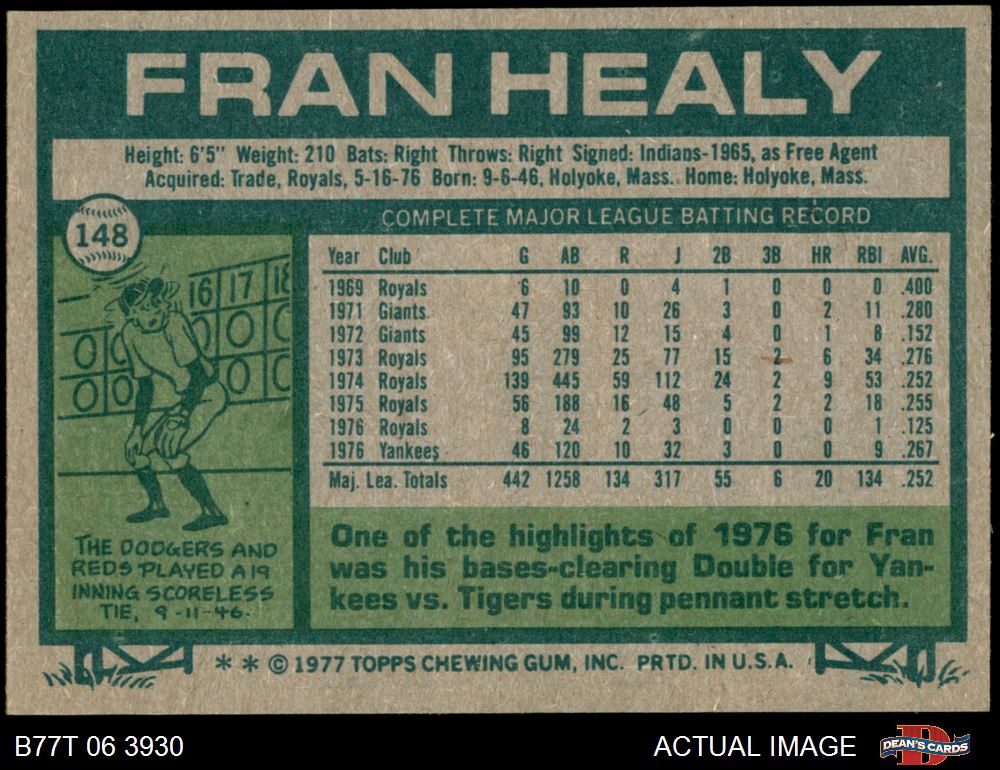 FRAN HEALY
Height: 6'5" Weight: 210 Bats: Right Throws: Right Signed: Indians-1965, as Free Agent
Acquired: Trade, Royals, 5-16-76 Born: 9-6-46, Holyoke, Mass. Home: Holyoke, Mass.
148
COMPLETE MAJOR LEAGUE BATTING RECORD
Year Club G AB R J 2B 3B HR RBI AVG.
1969 Royals 6 10 0 4 1 0 0 0 .400
1971 Giants 47 93 10 26 3 0 2 11 .280
1972 Giants 45 99 12 15 4 0 1 8 .152
1973 Royals 95 279 25 77 15 2 6 34 .276
1974 Royals 139 445 59 112 24 2 9 53 .252
1975 Royals 56 188 16 48 5 2 2 18 .255
1976 Royals 8 24 2 3 0 0 0 1 .125
1976 Yankees 46 120 10 32 3 0 0 9 .267
Maj. Lea. Totals 442 1258 134 317 55 6 20 134 .252
16 17 18
0 0 0 0
0 0 0 0
THE DODGERS AND
REDS PLAYED A 19
INNING SCORELESS
TIE, 9-11-46.
One of the highlights of 1976 for Fran
was his bases-clearing Double for Yan-
kees vs. Tigers during pennant stretch.
* * © 1977 TOPPS CHEWING GUM, INC. PRTD. IN U.S.A.
B77T 06 3930
ACTUAL IMAGE
D
DEAN'S CARDS